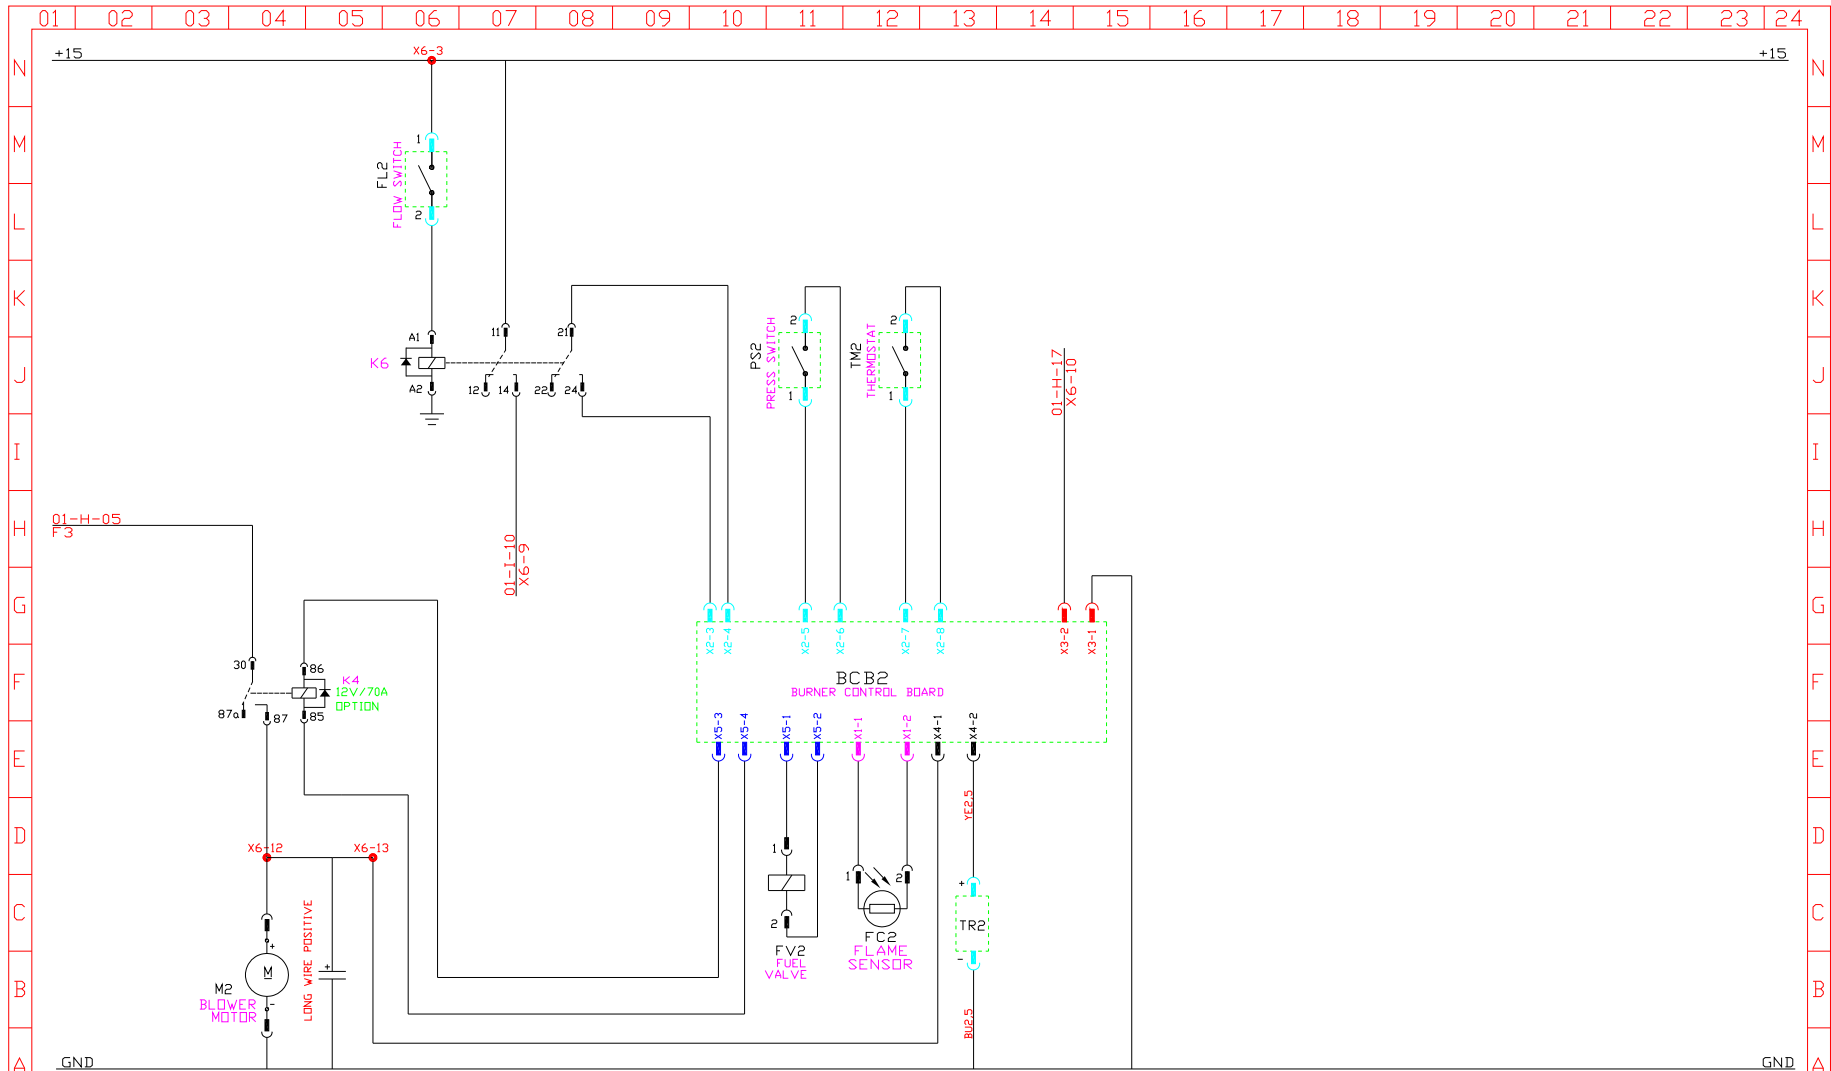 01 02 03 04 05 06 07 08 09 10 11 12 13 14 15 16 17 18 19 20 21 22 23 24
+15 X6-3 +15
N N
M M
L L
K K
J J
I I
H H
G G
F F
E E
D D
C C
B B
A A
1
FL2
FLOW SWITCH
2
A1
K6
A2
11
21
12 14 22 24
2
PS2
PRESS SWITCH
1
2
TM2
THERMOSTAT
1
01-H-17
X6-10
01-H-05
F3
01-I-10
X6-9
30
86
K4
12V/70A
OPTION
87a 87 85
X2-3 X2-4 X2-5 X2-6 X2-7 X2-8 X3-2 X3-1
BCB2
BURNER CONTROL BOARD
X5-3 X5-4 X5-1 X5-2 X1-1 X1-2 X4-1 X4-2
YE2,5
X6-12 X6-13
1
2
FV2
FUEL
VALVE
1 2
FC2
FLAME
SENSOR
+
TR2
-
BU2,5
+
M
-
M2
BLOWER
MOTOR
LONG WIRE POSITIVE
+
GND GND